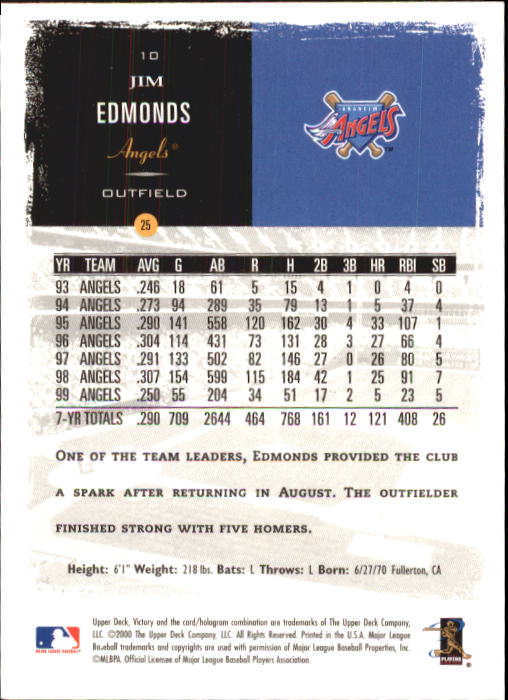 10
JIM
EDMONDS
Angels®
OUTFIELD
ANAHEIM
ANGELS
TM
25
YR TEAM AVG G AB R H 2B 3B HR RBI SB
93 ANGELS .246 18 61 5 15 4 1 0 4 0
94 ANGELS .273 94 289 35 79 13 1 5 37 4
95 ANGELS .290 141 558 120 162 30 4 33 107 1
96 ANGELS .304 114 431 73 131 28 3 27 66 4
97 ANGELS .291 133 502 82 146 27 0 26 80 5
98 ANGELS .307 154 599 115 184 42 1 25 91 7
99 ANGELS .250 55 204 34 51 17 2 5 23 5
7-YR TOTALS .290 709 2644 464 768 161 12 121 408 26
ONE OF THE TEAM LEADERS, EDMONDS PROVIDED THE CLUB
A SPARK AFTER RETURNING IN AUGUST. THE OUTFIELDER
FINISHED STRONG WITH FIVE HOMERS.
Height: 6'1" Weight: 218 lbs. Bats: L Throws: L Born: 6/27/70 Fullerton, CA
Upper Deck, Victory and the card/hologram combination are trademarks of The Upper Deck Company,
LLC. ©2000 The Upper Deck Company, LLC. All Rights Reserved. Printed in the U.S.A. Major League
Baseball trademarks and copyrights are used with permission of Major League Baseball Properties, Inc.
©MLBPA Official Licensee of Major League Baseball Players Association.
MAJOR LEAGUE BASEBALL
PLAYERS